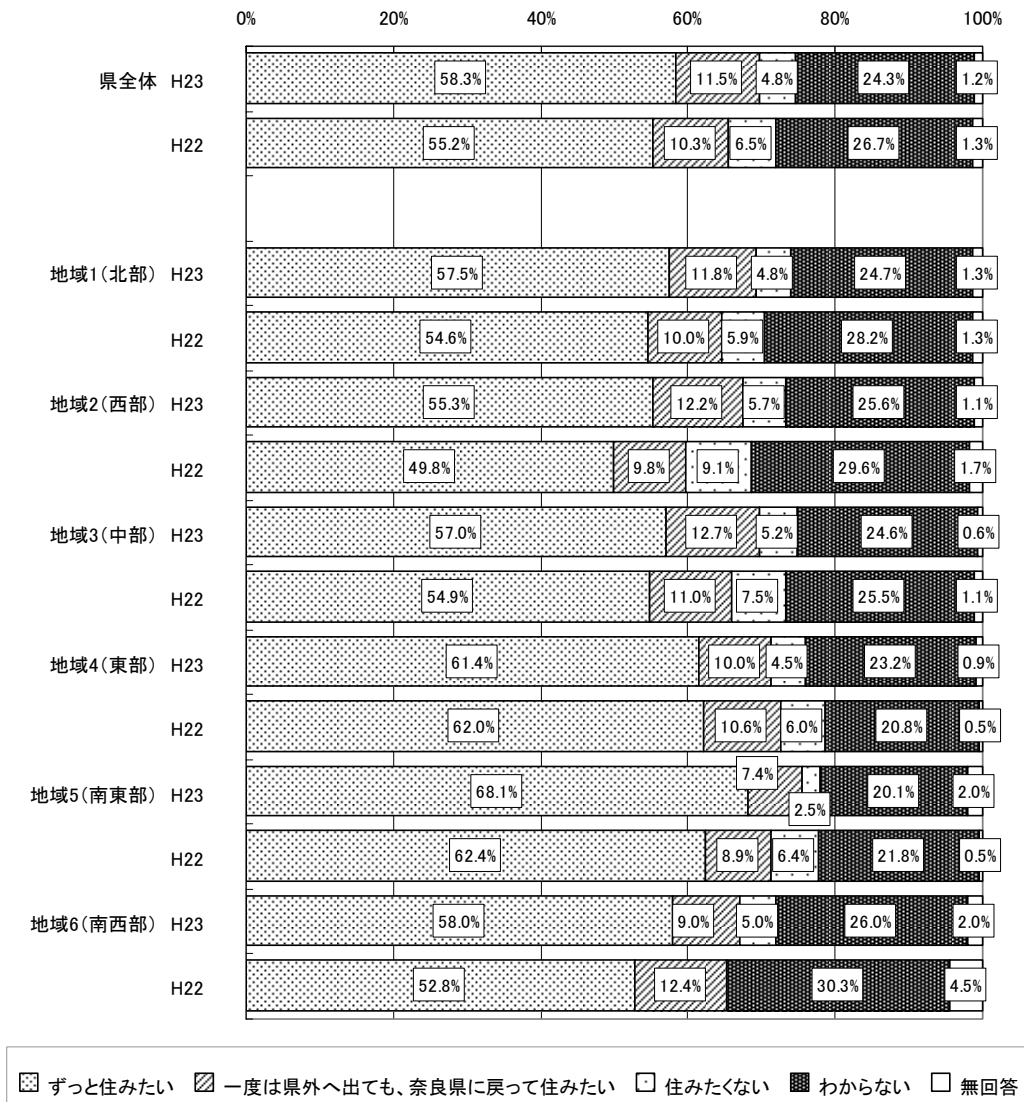 0% 20% 40% 60% 80% 100%
県全体 H23 58.3% 11.5% 4.8% 24.3% 1.2%
H22 55.2% 10.3% 6.5% 26.7% 1.3%
地域1(北部) H23 57.5% 11.8% 4.8% 24.7% 1.3%
H22 54.6% 10.0% 5.9% 28.2% 1.3%
地域2(西部) H23 55.3% 12.2% 5.7% 25.6% 1.1%
H22 49.8% 9.8% 9.1% 29.6% 1.7%
地域3(中部) H23 57.0% 12.7% 5.2% 24.6% 0.6%
H22 54.9% 11.0% 7.5% 25.5% 1.1%
地域4(東部) H23 61.4% 10.0% 4.5% 23.2% 0.9%
H22 62.0% 10.6% 6.0% 20.8% 0.5%
地域5(南東部) H23 68.1% 7.4% 2.5% 20.1% 2.0%
H22 62.4% 8.9% 6.4% 21.8% 0.5%
地域6(南西部) H23 58.0% 9.0% 5.0% 26.0% 2.0%
H22 52.8% 12.4% 30.3% 4.5%
ずっと住みたい 一度は県外へ出ても、奈良県に戻って住みたい 住みたくない わからない 無回答